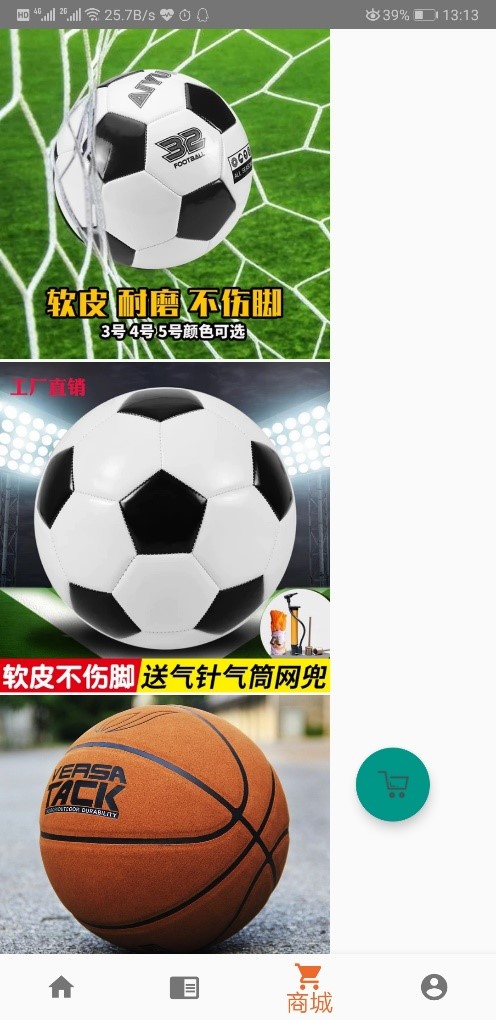 HD 4G 2G 25.7B/s 39% 13:13
AIYU
32
FOOTBALL
软皮 耐磨 不伤脚
3号 4号 5号颜色可选
工厂直销
软皮不伤脚 送气针气筒网兜
VERSA
TACK
OUTDOOR DURABILITY
商城